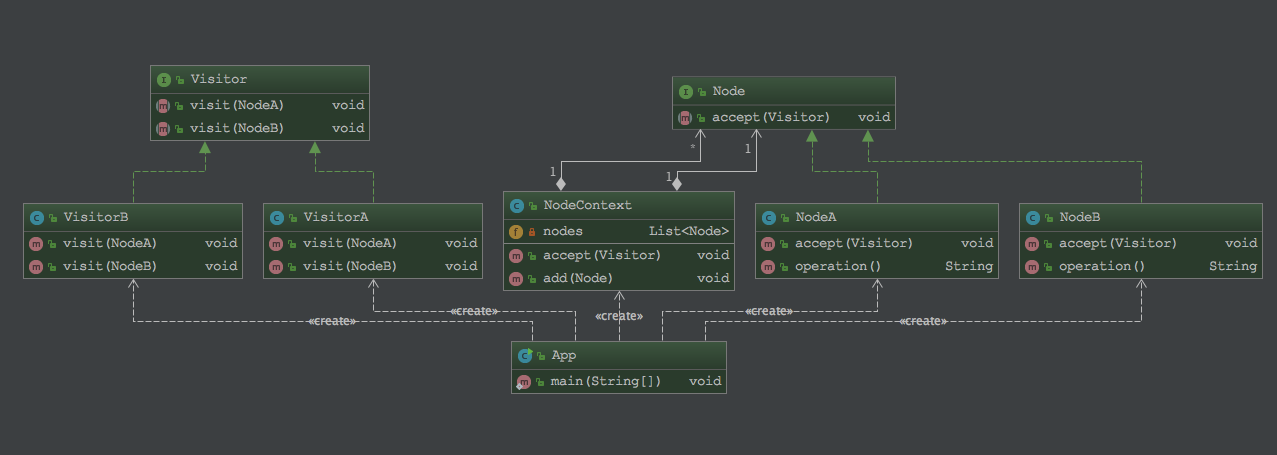 Visitor
visit(NodeA) void
visit(NodeB) void
Node
accept(Visitor) void
* 1
1 1
VisitorB
visit(NodeA) void
visit(NodeB) void
VisitorA
visit(NodeA) void
visit(NodeB) void
NodeContext
nodes List<Node>
accept(Visitor) void
add(Node) void
NodeA
accept(Visitor) void
operation() String
NodeB
accept(Visitor) void
operation() String
«create»
«create»
«create»
«create»
«create»
App
main(String[]) void